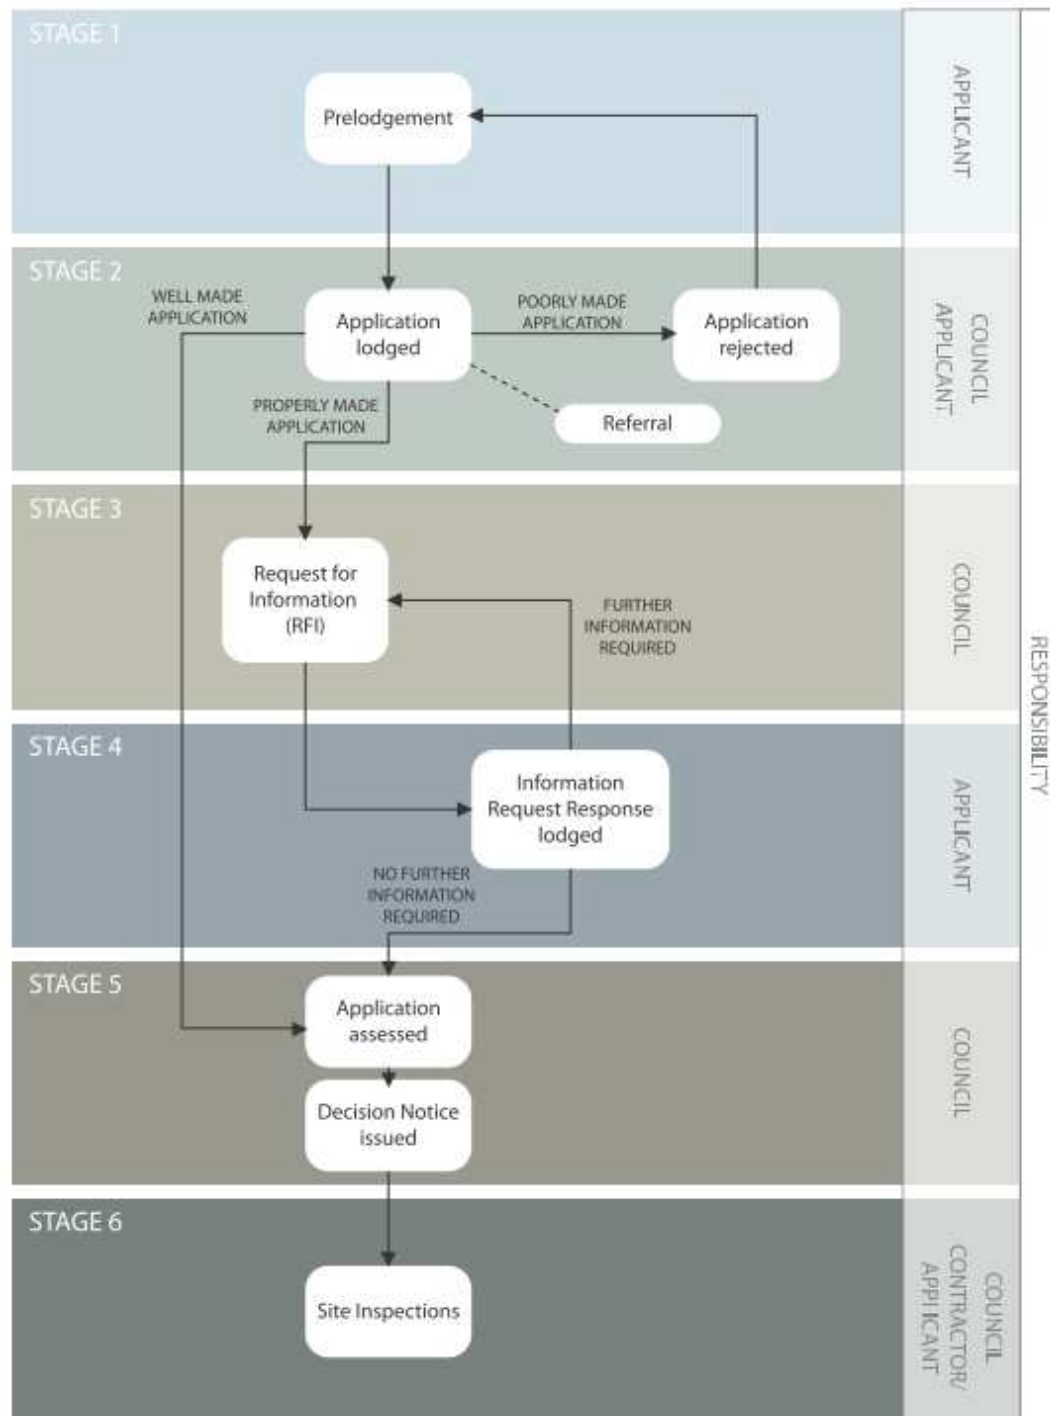 STAGE 1
Prelodgement
APPLICANT
STAGE 2
WELL MADE
APPLICATION
Application
lodged
POORLY MADE
APPLICATION
Application
rejected
PROPERLY MADE
APPLICATION
Referral
COUNCIL
APPLICANT
STAGE 3
Request for
Information
(RFI)
FURTHER
INFORMATION
REQUIRED
COUNCIL
RESPONSIBILITY
STAGE 4
Information
Request Response
lodged
NO FURTHER
INFORMATION
REQUIRED
APPLICANT
STAGE 5
Application
assessed
Decision Notice
issued
COUNCIL
STAGE 6
Site Inspections
COUNCIL
CONTRACTOR/
APPLICANT